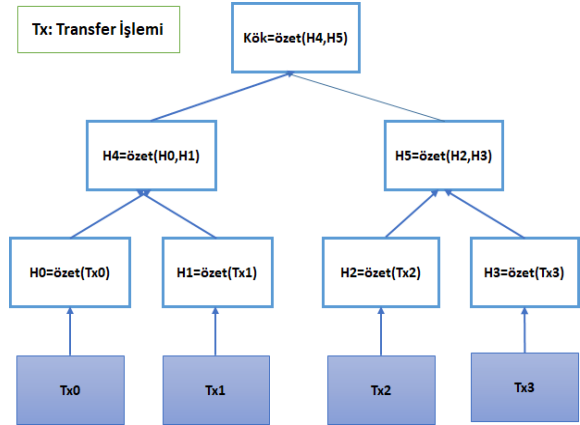 Tx: Transfer İşlemi
Kök=özet(H4,H5)
H4=özet(H0,H1)
H5=özet(H2,H3)
H0=özet(Tx0)
H1=özet(Tx1)
H2=özet(Tx2)
H3=özet(Tx3)
Tx0
Tx1
Tx2
Tx3